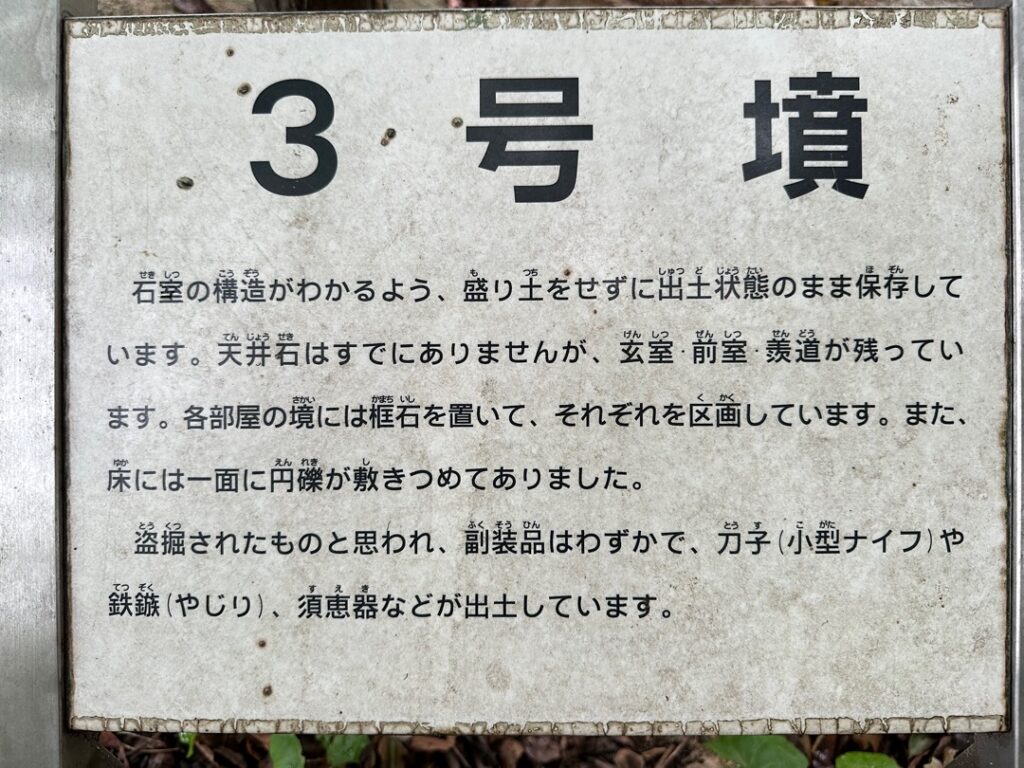 3号墳
石室の構造がわかるよう、盛り土をせずに出土状態のまま保存して
います。天井石はすでにありませんが、玄室・前室・羨道が残ってい
ます。各部屋の境には框石を置いて、それぞれを区画しています。また、
床には一面に円礫が敷きつめてありました。
盗掘されたものと思われ、副装品はわずかで、刀子(小型ナイフ)や
鉄鏃(やじり)、須恵器などが出土しています。